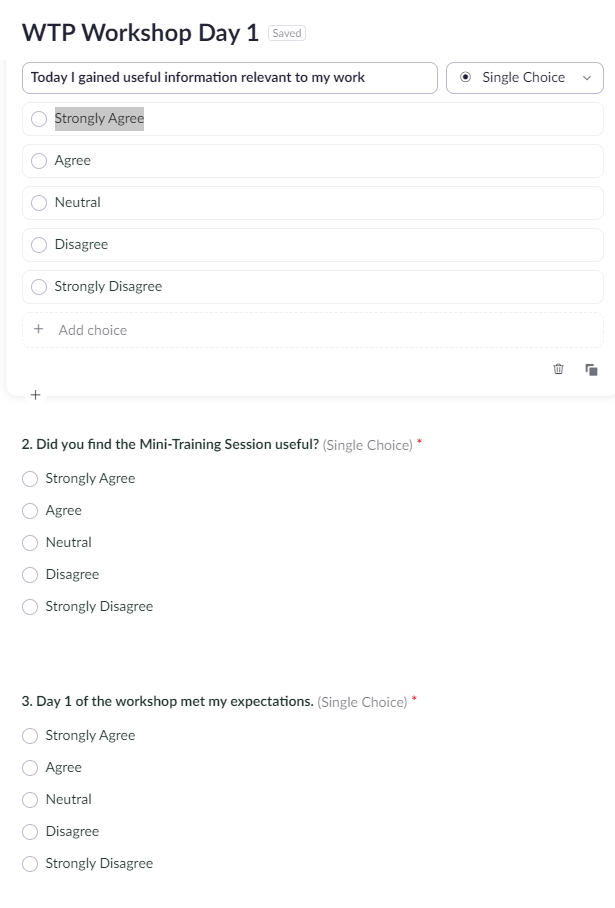 WTP Workshop Day 1 Saved
Today I gained useful information relevant to my work Single Choice
Strongly Agree
Agree
Neutral
Disagree
Strongly Disagree
+ Add choice
+
2. Did you find the Mini-Training Session useful? (Single Choice) *
Strongly Agree
Agree
Neutral
Disagree
Strongly Disagree
3. Day 1 of the workshop met my expectations. (Single Choice) *
Strongly Agree
Agree
Neutral
Disagree
Strongly Disagree